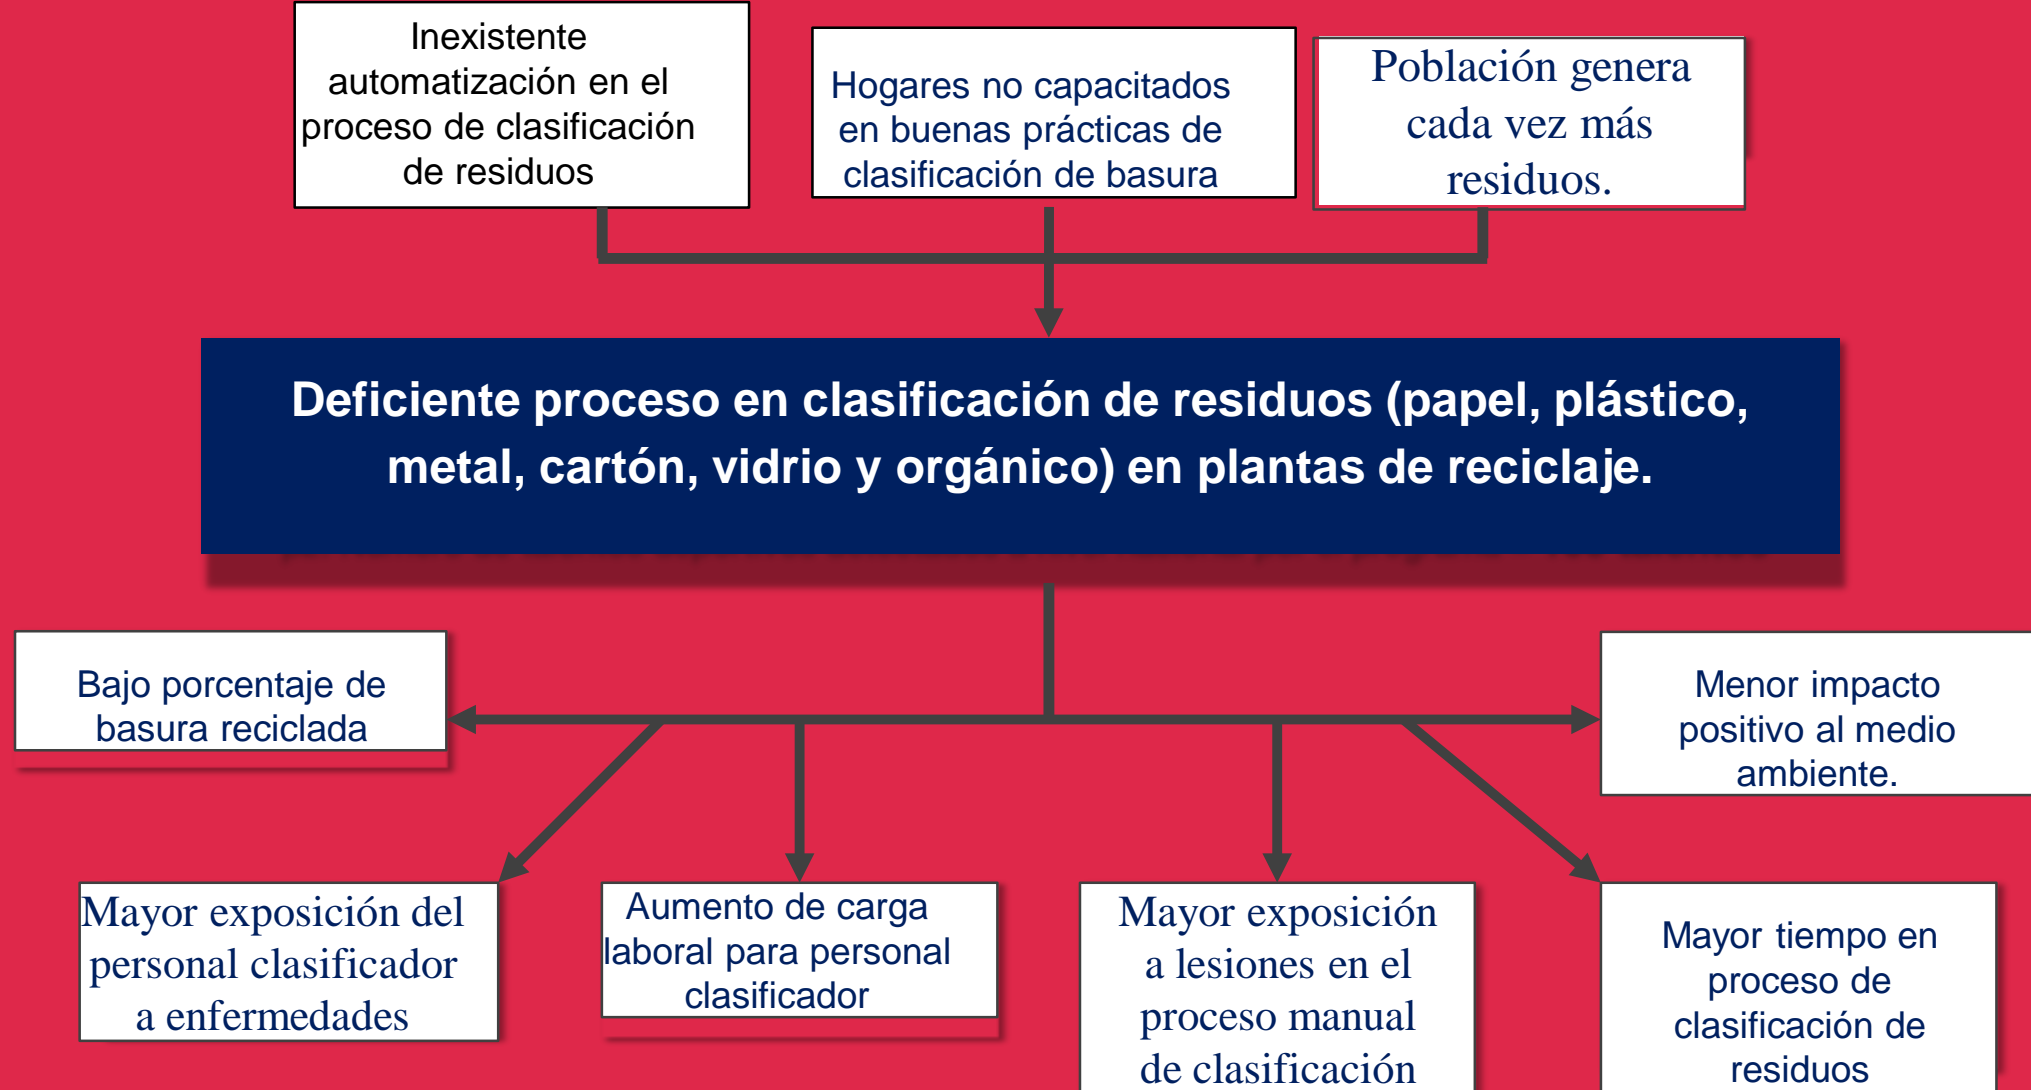 Inexistente
automatización en el
proceso de clasificación
de residuos
Hogares no capacitados
en buenas prácticas de
clasificación de basura
Población genera
cada vez más
residuos.
Deficiente proceso en clasificación de residuos (papel, plástico,
metal, cartón, vidrio y orgánico) en plantas de reciclaje.
Bajo porcentaje de
basura reciclada
Menor impacto
positivo al medio
ambiente.
Mayor exposición del
personal clasificador
a enfermedades
Aumento de carga
laboral para personal
clasificador
Mayor exposición
a lesiones en el
proceso manual
de clasificación
Mayor tiempo en
proceso de
clasificación de
residuos